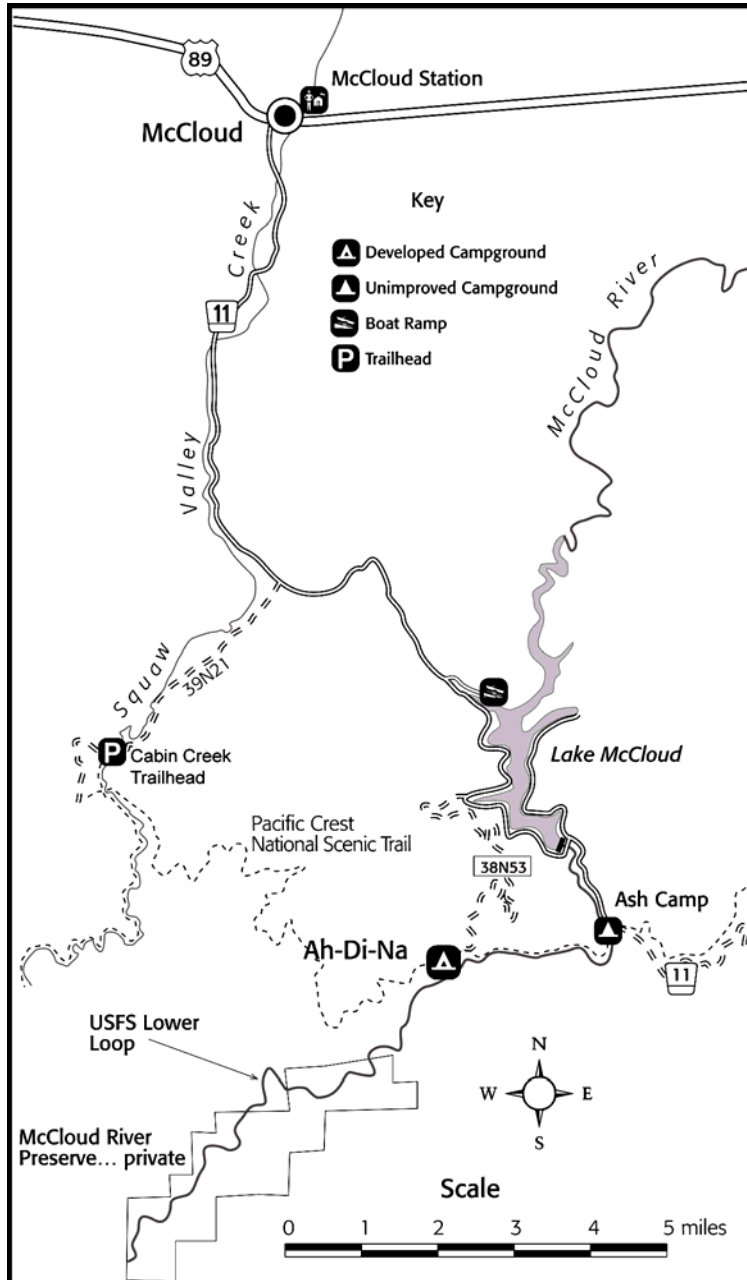 89
McCloud Station
McCloud
Key
Developed Campground
Unimproved Campground
Boat Ramp
P Trailhead
Creek
11
McCloud River
Valley
39N21
Squaw
P
Cabin Creek
Trailhead
Lake McCloud
Pacific Crest
National Scenic Trail
38N53
Ash Camp
Ah-Di-Na
11
USFS Lower
Loop
N
W E
S
McCloud River
Preserve... private
Scale
0 1 2 3 4 5 miles